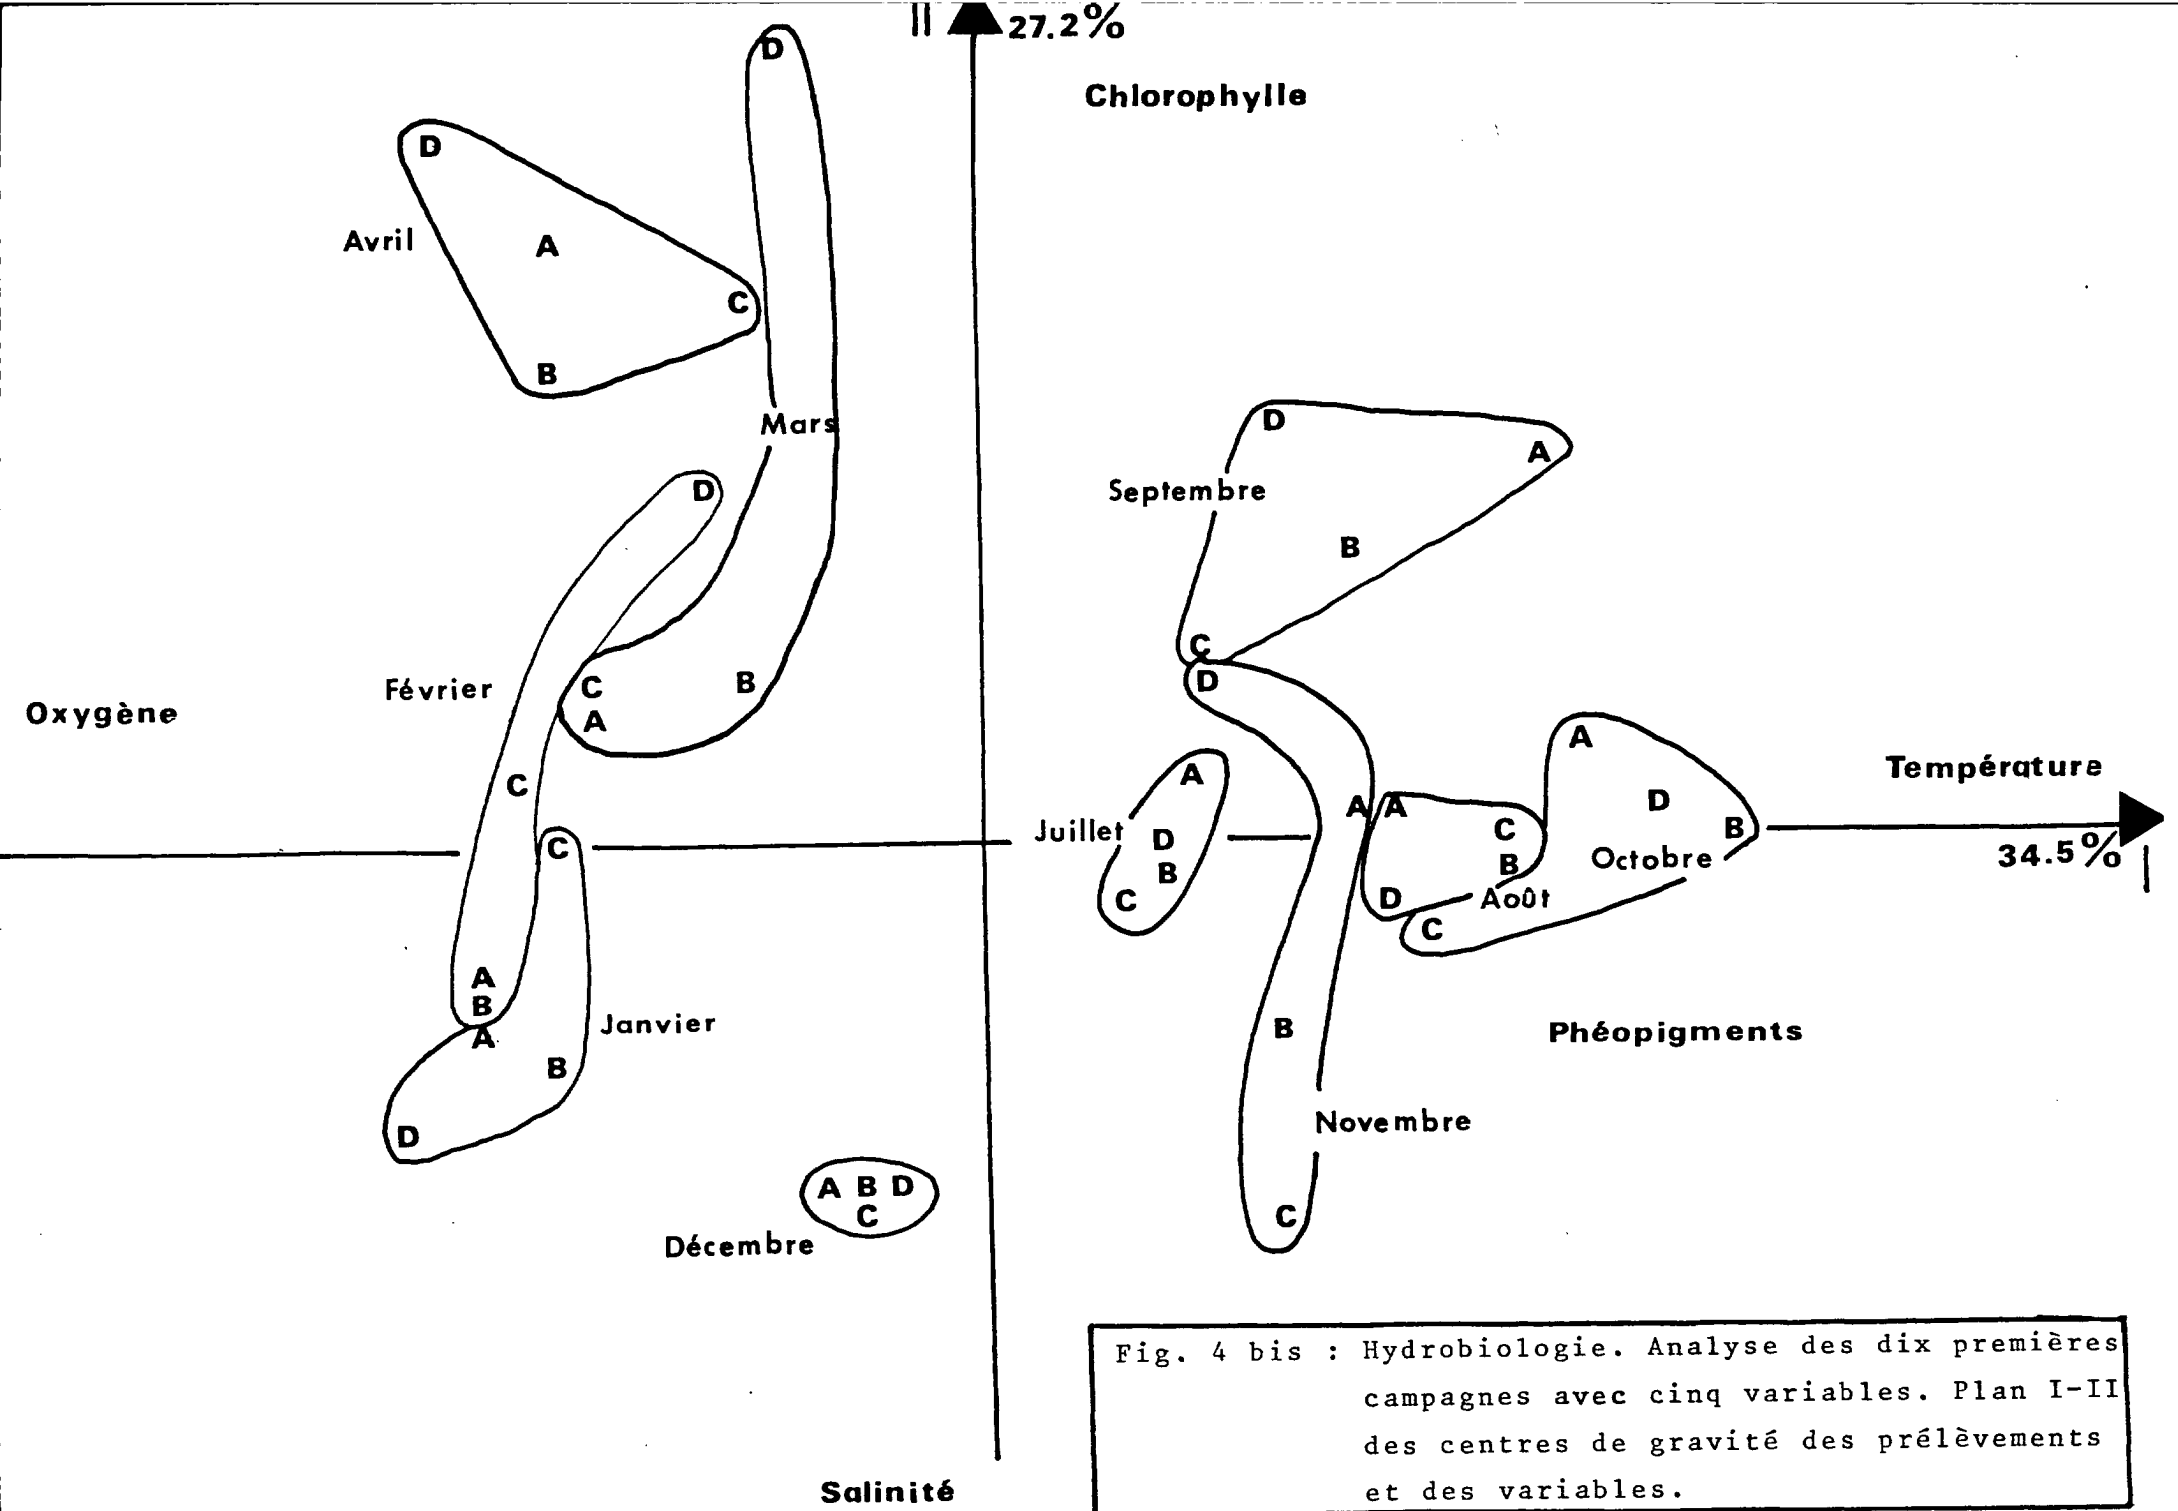 II 27.2%
Chlorophylle
D
D
Avril
A
C
B
Mars
D
A
D
Septembre
B
C
D
Février
C
B
Oxygène
A
A
A
Température
C
D
A A
C
B
Juillet
D
C
34.5% I
B
B
Octobre
C
D
Août
C
A
B
A
Janvier
B
Phéopigments
B
D
Novembre
A B D
C
C
Décembre
Fig. 4 bis : Hydrobiologie. Analyse des dix premières
campagnes avec cinq variables. Plan I-II
des centres de gravité des prélèvements
et des variables.
Salinité